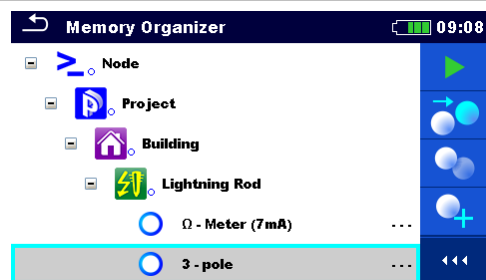 Memory Organizer 09:08
Node
Project
Building
Lightning Rod
Ω - Meter (7mA) ...
3 - pole ...